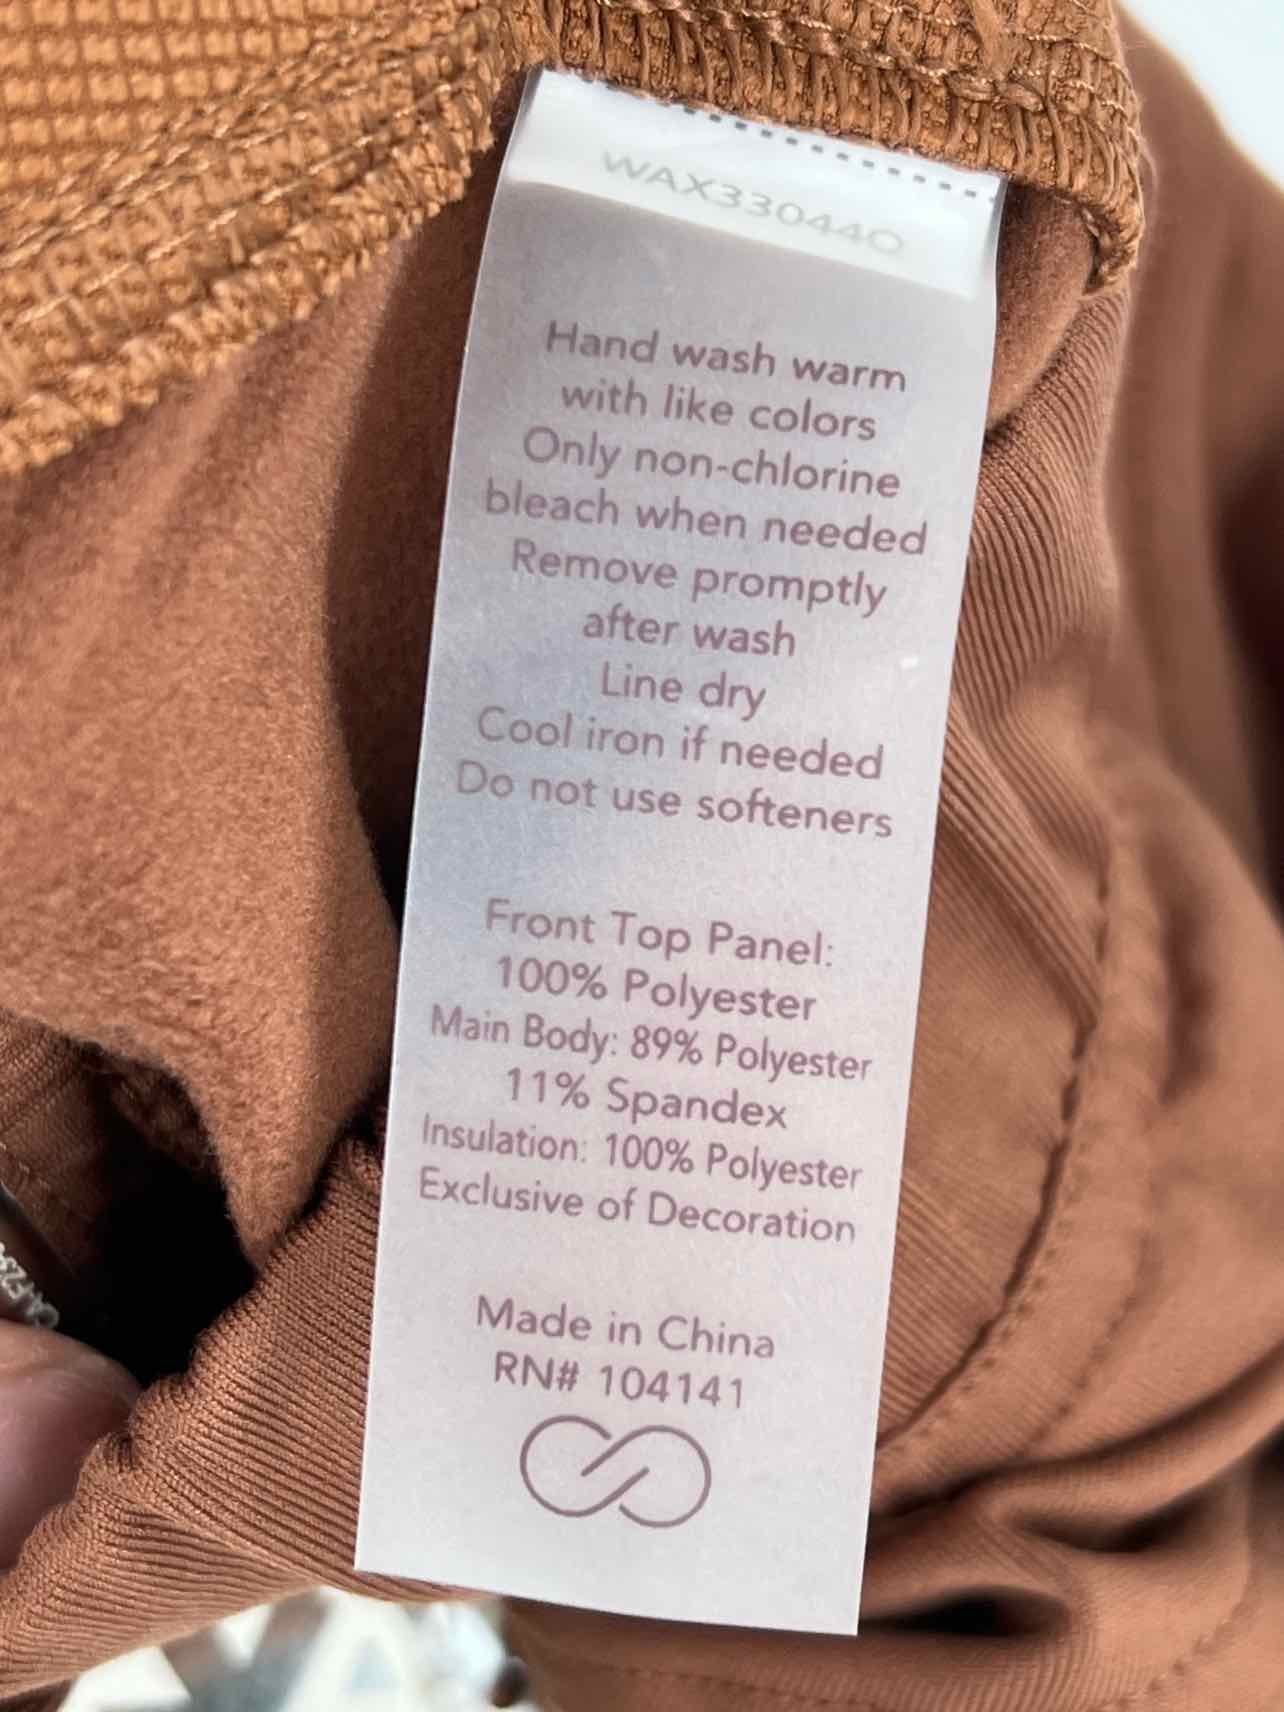 WAX330440
Hand wash warm
with like colors
Only non-chlorine
bleach when needed
Remove promptly
after wash
Line dry
Cool iron if needed
Do not use softeners
Front Top Panel:
100% Polyester
Main Body: 89% Polyester
11% Spandex
Insulation: 100% Polyester
Exclusive of Decoration
Made in China
RN# 104141